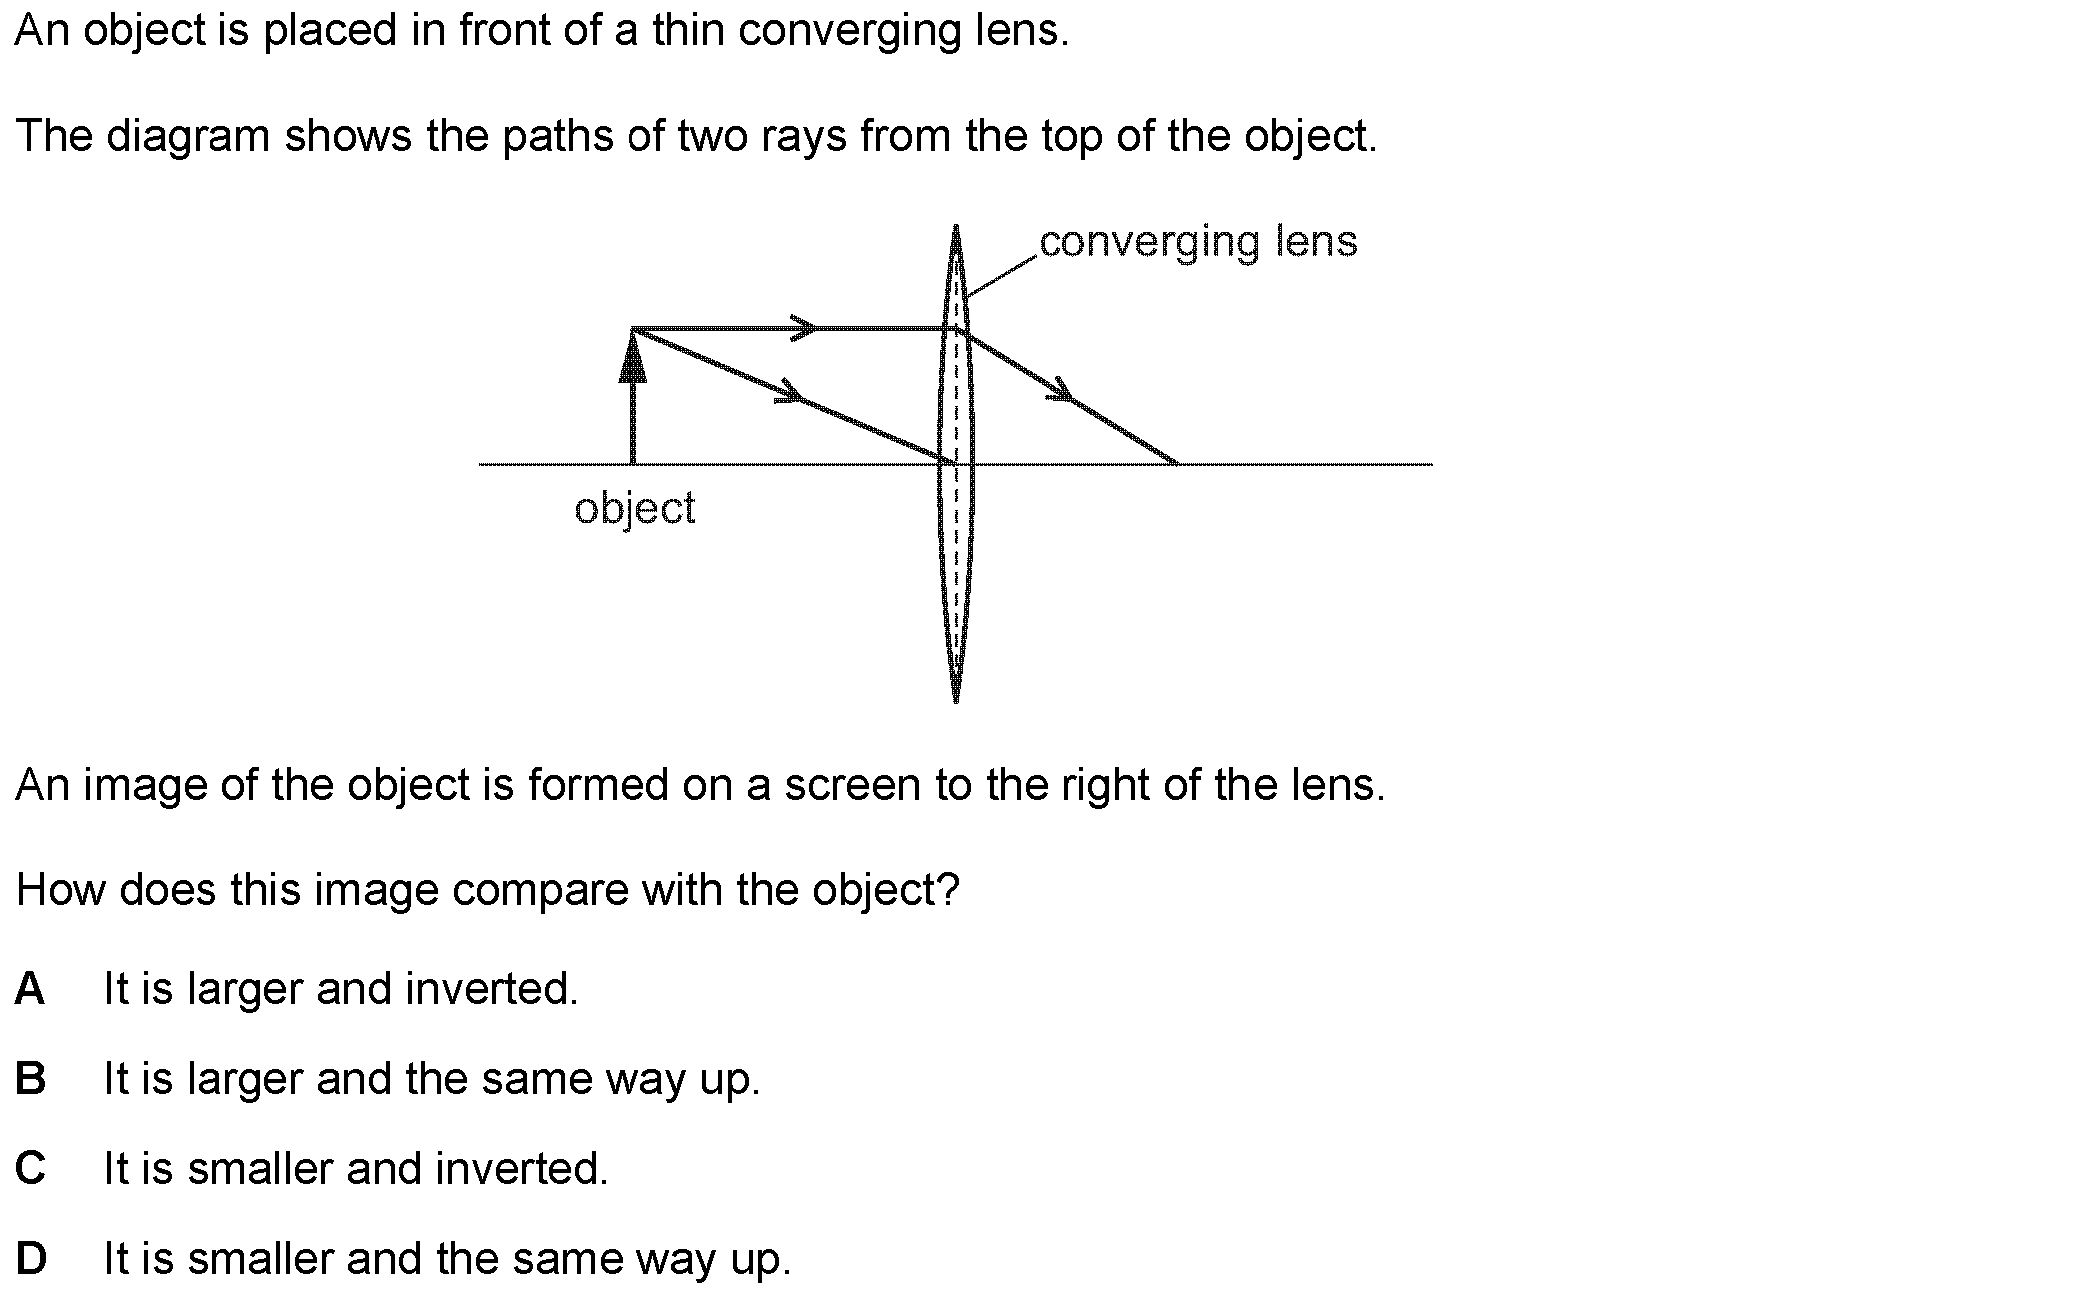 An object is placed in front of a thin converging lens.
The diagram shows the paths of two rays from the top of the object.
converging lens
object
An image of the object is formed on a screen to the right of the lens.
How does this image compare with the object?
A It is larger and inverted.
B It is larger and the same way up.
C It is smaller and inverted.
D It is smaller and the same way up.